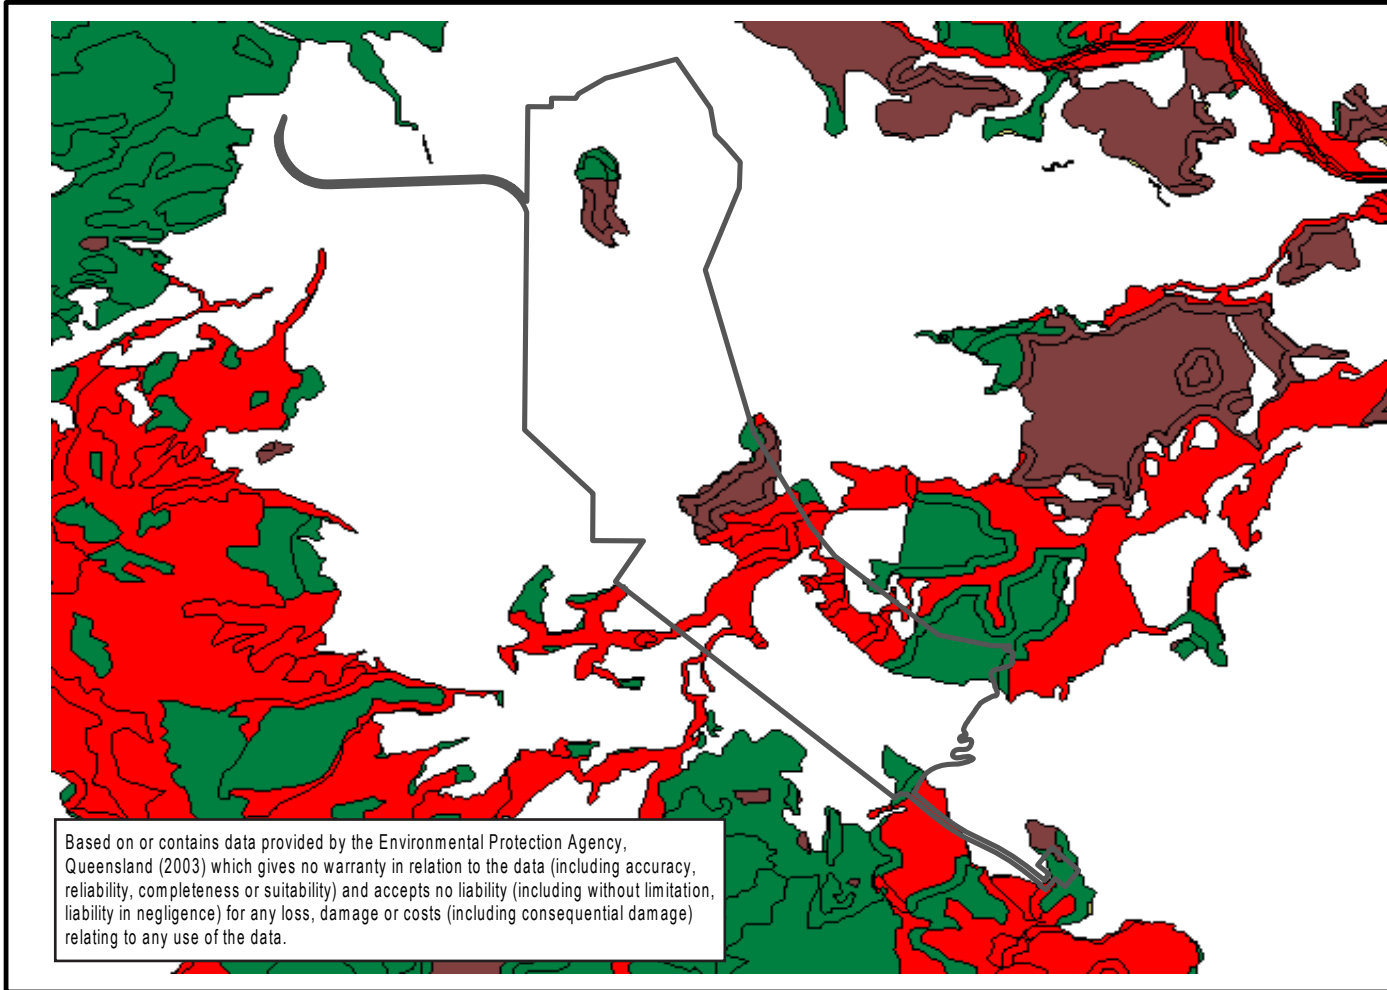 Based on or contains data provided by the Environmental Protection Agency,
Queensland (2003) which gives no warranty in relation to the data (including accuracy,
reliability, completeness or suitability) and accepts no liability (including without limitation,
liability in negligence) for any loss, damage or costs (including consequential damage)
relating to any use of the data.